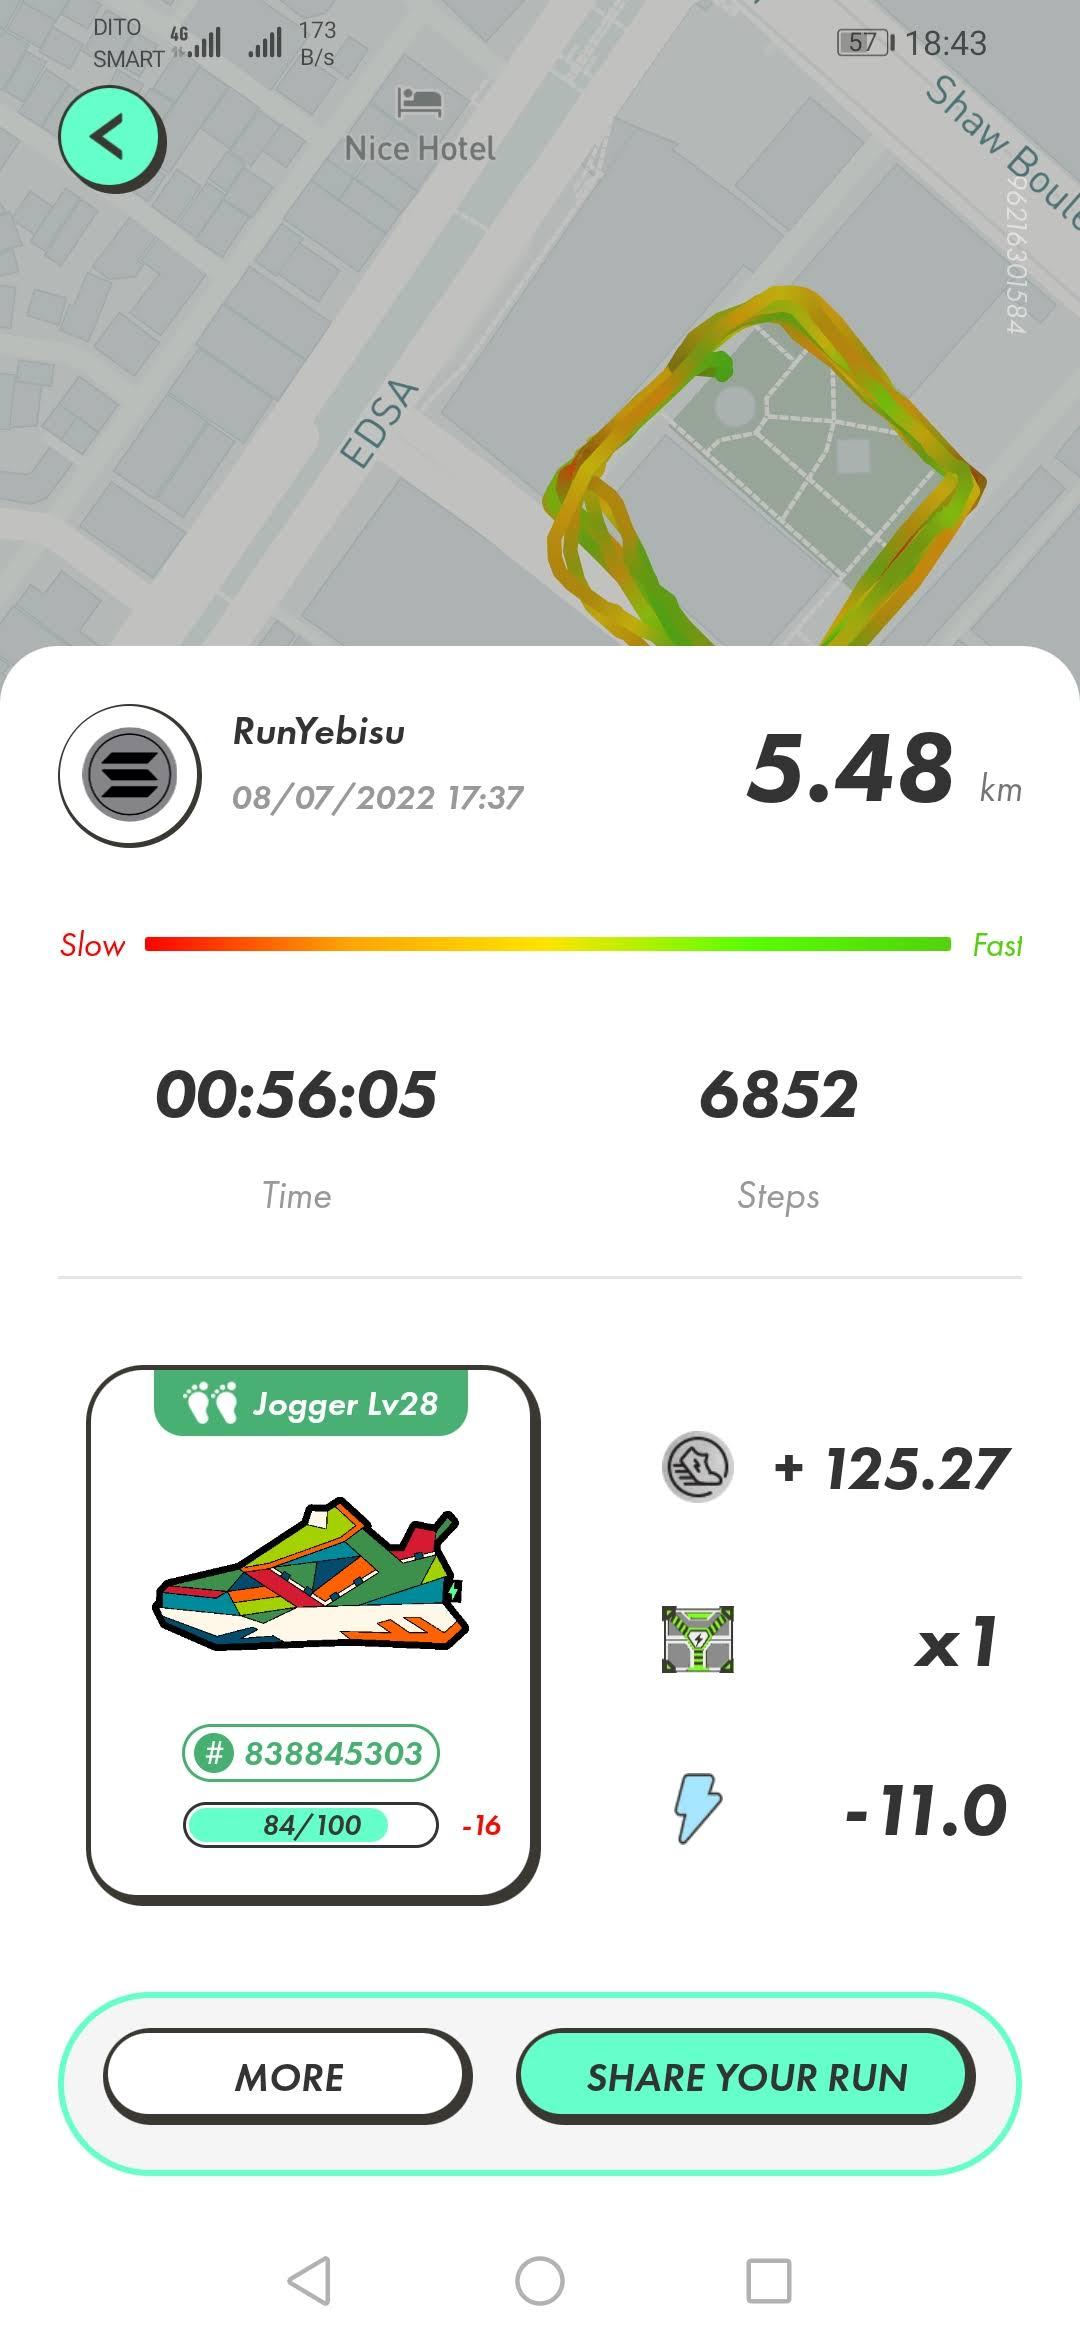 DITO
SMART
4G
173
B/s
57
18:43
Nice Hotel
Shaw Boule
96216301584
EDSA
RunYebisu
08/07/2022 17:37
5.48 km
Slow
Fast
00:56:05
6852
Time
Steps
Jogger Lv28
+ 125.27
x1
# 838845303
84/100
-16
-11.0
MORE
SHARE YOUR RUN